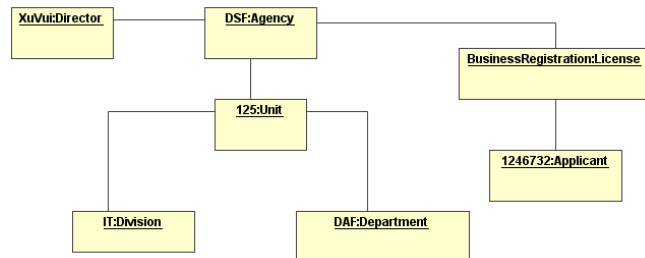 XuVui:Director
DSF:Agency
BusinessRegistration:License
125:Unit
1246732:Applicant
IT:Division
DAF:Department